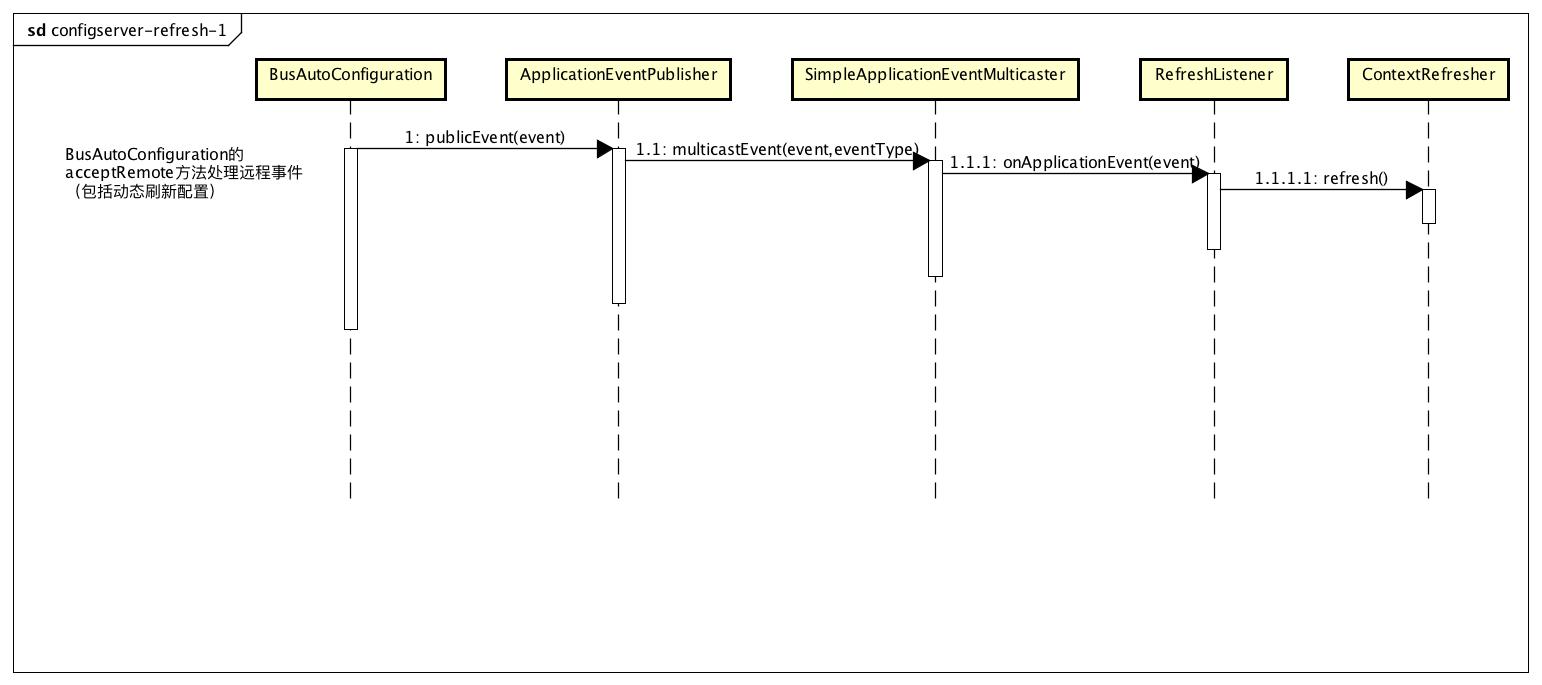 sd configserver-refresh-1
BusAutoConfiguration
ApplicationEventPublisher
SimpleApplicationEventMulticaster
RefreshListener
ContextRefresher
1: publicEvent(event)
1.1: multicastEvent(event,eventType)
1.1.1: onApplicationEvent(event)
1.1.1.1: refresh()
BusAutoConfiguration的
acceptRemote方法处理远程事件
（包括动态刷新配置）